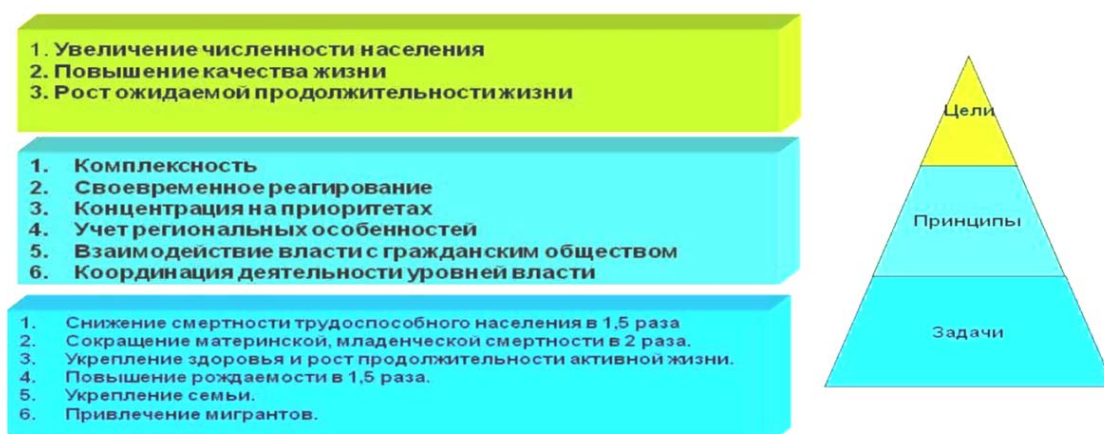 1. Увеличение численности населения
2. Повышение качества жизни
3. Рост ожидаемой продолжительности жизни
1. Комплексность
2. Своевременное реагирование
3. Концентрация на приоритетах
4. Учет региональных особенностей
5. Взаимодействие власти с гражданским обществом
6. Координация деятельности уровней власти
1. Снижение смертности трудоспособного населения в 1,5 раза
2. Сокращение материнской, младенческой смертности в 2 раза.
3. Укрепление здоровья и рост продолжительности активной жизни.
4. Повышение рождаемости в 1,5 раза.
5. Укрепление семьи.
6. Привлечение мигрантов.
Цели
Принципы
Задачи